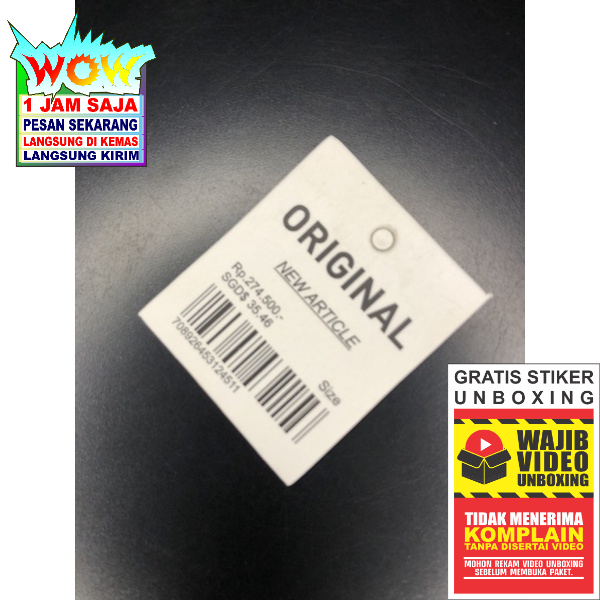 WOW
1 JAM SAJA
PESAN SEKARANG
LANGSUNG DI KEMAS
LANGSUNG KIRIM
ORIGINAL
NEW ARTICLE
Rp.274.500,-
SGD$ 35.46
708926453124511
Size
GRATIS STIKER
UNBOXING
WAJIB
VIDEO
UNBOXING
TIDAK MENERIMA
KOMPLAIN
TANPA DISERTAI VIDEO
MOHON REKAM VIDEO UNBOXING
SEBELUM MEMBUKA PAKET.